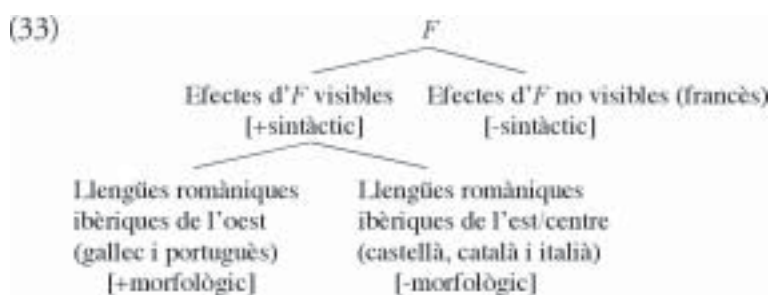 (33) F
Efectes d'F visibles Efectes d'F no visibles (francès)
[+sintàctic] [-sintàctic]
Llengües romàniques Llengües romàniques
ibèriques de l'oest ibèriques de l'est/centre
(gallec i portuguès) (castellà, català i italià)
[+morfològic] [-morfològic]